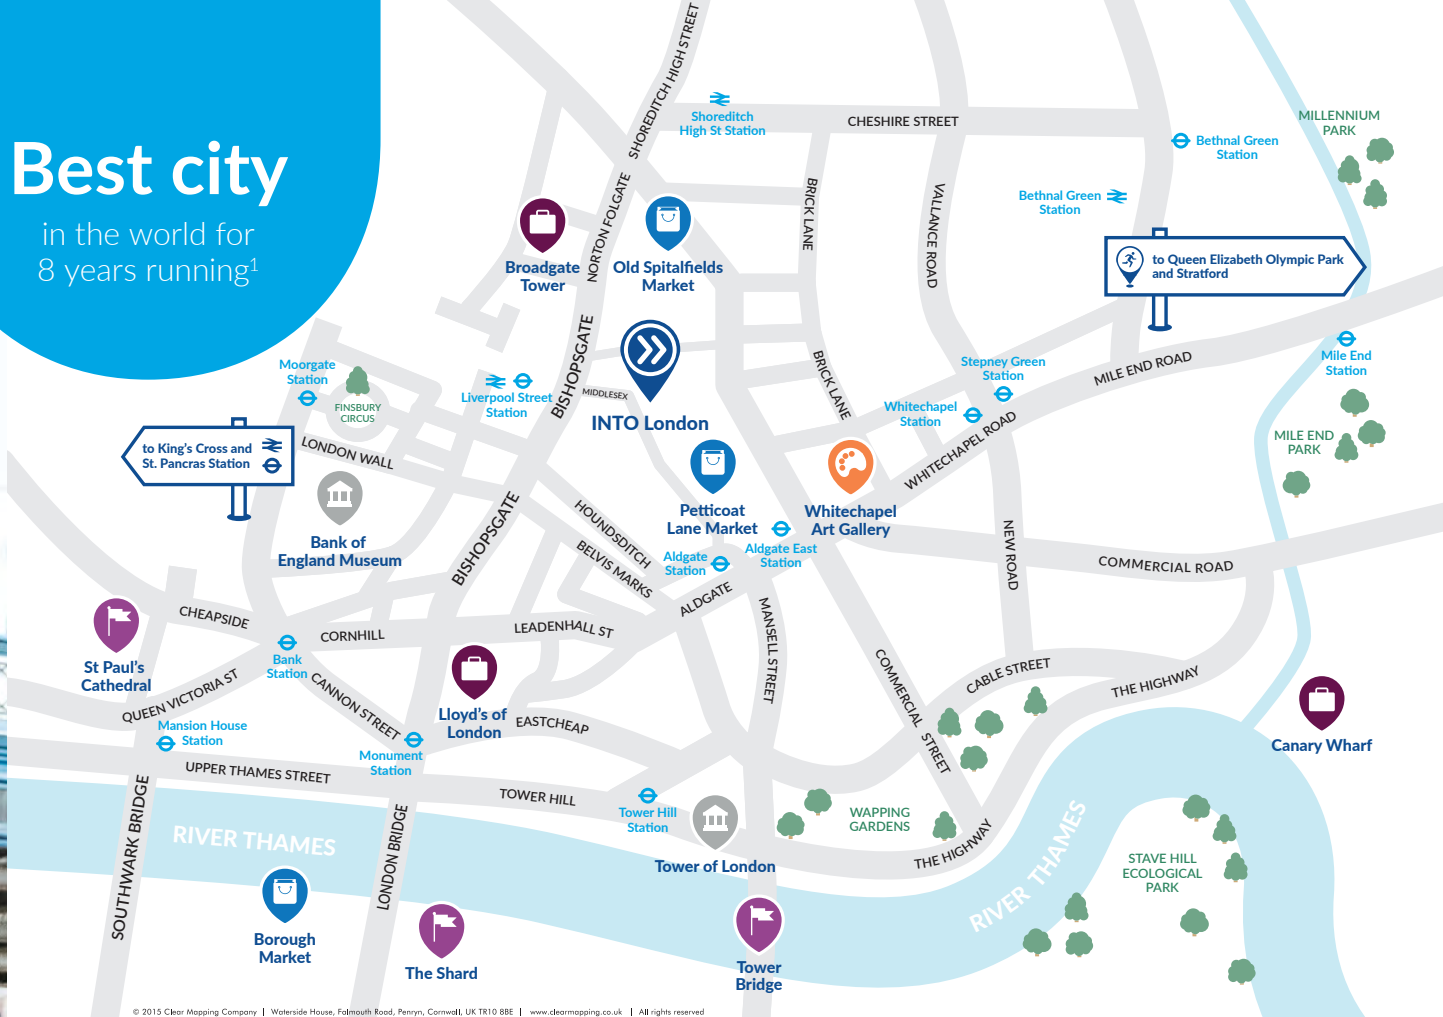 Best city
in the world for
8 years running1
SHOREDITCH HIGH STREET
Shoreditch
High St Station
CHESHIRE STREET
MILLENNIUM
PARK
Bethnal Green
Station
Bethnal Green
Station
BRICK LANE
VALLANCE ROAD
NORTON FOLGATE
Broadgate
Tower
Old Spitalfields
Market
to Queen Elizabeth Olympic Park
and Stratford
BISHOPSGATE
Moorgate
Station
FINSBURY
CIRCUS
Liverpool Street
Station
MIDDLESEX
INTO London
BRICK LANE
Stepney Green
Station
MILE END ROAD
Mile End
Station
Whitechapel
Station
WHITECHAPEL ROAD
MILE END
PARK
to King's Cross and
St. Pancras Station
LONDON WALL
Bank of
England Museum
BISHOPSGATE
HOUNDSDITCH
BELVIS MARKS
Petticoat
Lane Market
Whitechapel
Art Gallery
Aldgate
Station
Aldgate East
Station
NEW ROAD
COMMERCIAL ROAD
ALDGATE
CHEAPSIDE
CORNHILL
LEADENHALL ST
MANSELL STREET
St Paul's
Cathedral
Bank
Station
QUEEN VICTORIA ST
CANNON STREET
COMMERCIAL STREET
CABLE STREET
THE HIGHWAY
Mansion House
Station
Lloyd's of
London
EASTCHEAP
Monument
Station
Canary Wharf
UPPER THAMES STREET
TOWER HILL
Tower Hill
Station
WAPPING
GARDENS
SOUTHWARK BRIDGE
RIVER THAMES
LONDON BRIDGE
Tower of London
THE HIGHWAY
RIVER THAMES
STAVE HILL
ECOLOGICAL
PARK
Borough
Market
The Shard
Tower
Bridge
© 2015 Clear Mapping Company | Waterside House, Falmouth Road, Penryn, Cornwall, UK TR10 8BE | www.clearmapping.co.uk | All rights reserved